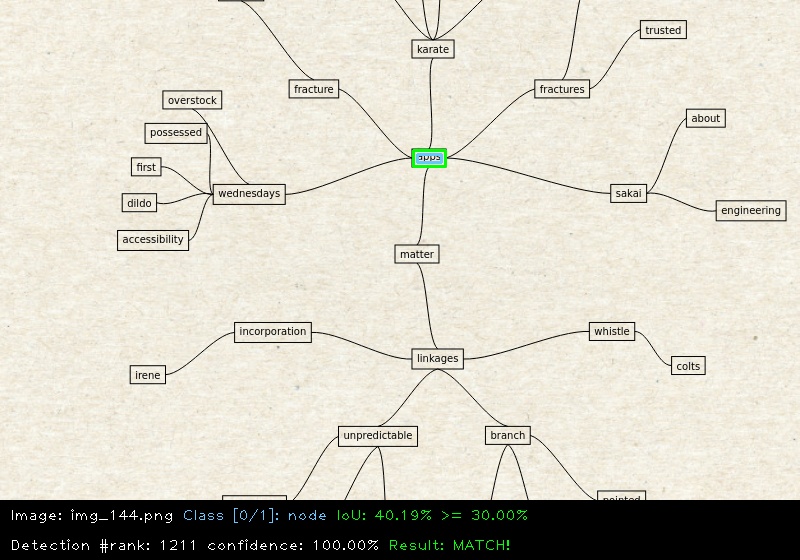 karate
trusted
fracture
fractures
overstock
about
possessed
apps
first
wednesdays
sakai
dildo
engineering
accessibility
matter
incorporation
whistle
linkages
irene
colts
unpredictable
branch
pointed
Image: img_144.png Class [0/1]: node IoU: 40.19% >= 30.00%
Detection #rank: 1211 confidence: 100.00% Result: MATCH!